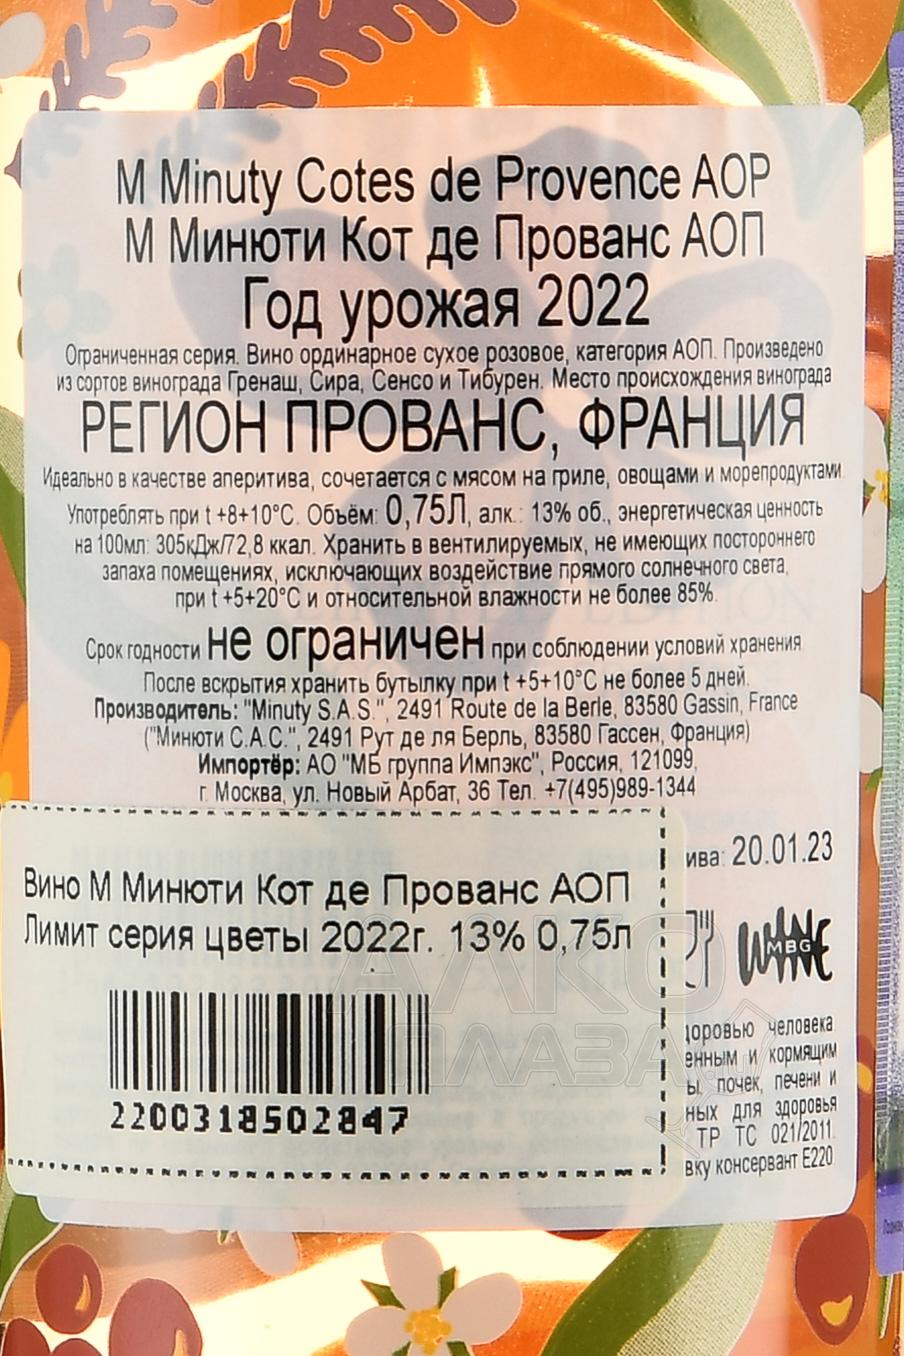 M Minuty Cotes de Provence AOP
М Минюти Кот де Прованс АОП
Год урожая 2022
Ограниченная серия. Вино ординарное сухое розовое, категория АОП. Произведено
из сортов винограда Гренаш, Сира, Сенсо и Тибурен. Место происхождения винограда
РЕГИОН ПРОВАНС, ФРАНЦИЯ
Идеально в качестве аперитива, сочетается с мясом на гриле, овощами и морепродуктами.
Употреблять при t +8+10°С. Объём: 0,75Л, алк.: 13% об., энергетическая ценность
на 100мл: 305кДж/72,8 ккал. Хранить в вентилируемых, не имеющих постороннего
запаха помещениях, исключающих воздействие прямого солнечного света,
при t +5+20°С и относительной влажности не более 85%.
Срок годности не ограничен при соблюдении условий хранения
После вскрытия хранить бутылку при t +5+10°С не более 5 дней.
Производитель: "Minuty S.A.S.", 2491 Route de la Berle, 83580 Gassin, France
("Минюти С.А.С.", 2491 Рут де ля Берль, 83580 Гассен, Франция)
Импортёр: АО "МБ группа Импэкс", Россия, 121099,
г. Москва, ул. Новый Арбат, 36 Тел. +7(495)989-1344
ива: 20.01.23
Вино М Минюти Кот де Прованс АОП
Лимит серия цветы 2022г. 13% 0,75л
2200318502847
WINE
MBG
доровью человека.
енным и кормящим
ы, почек, печени и
ных для здоровья
ТР ТС 021/2011.
вку консервант Е220
АЛКО
ПЛАЗА